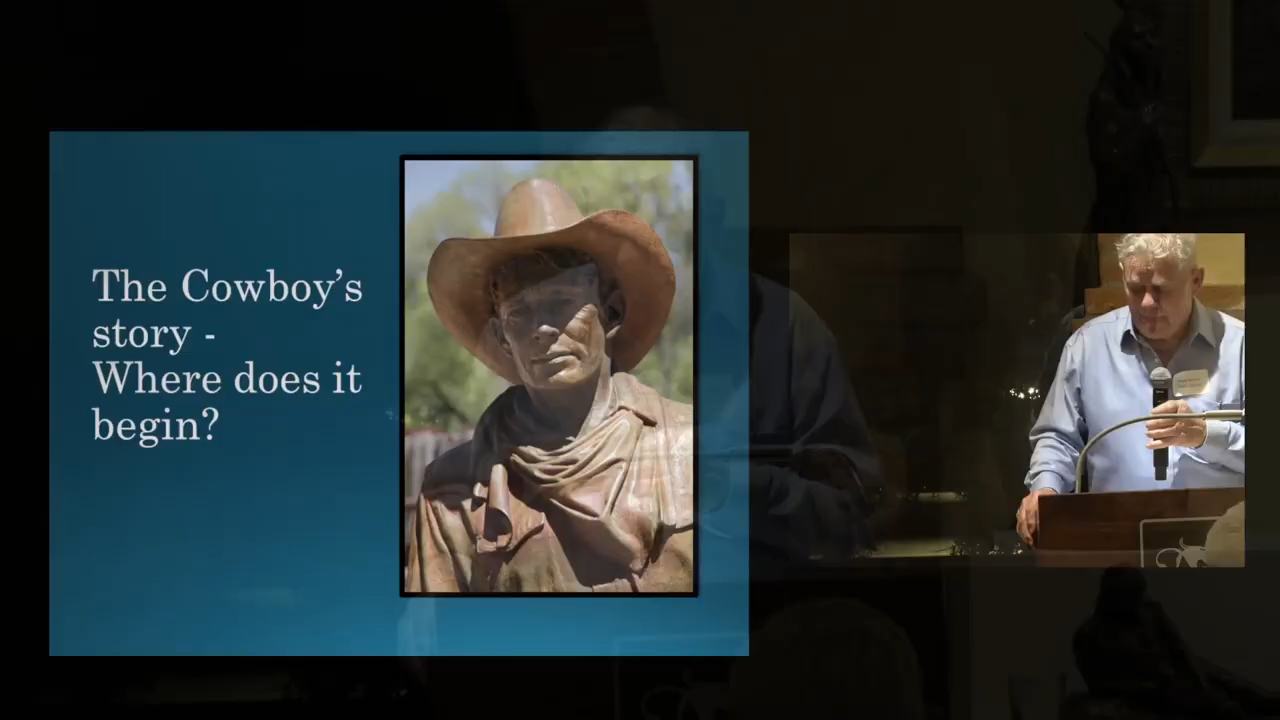 The Cowboy’s
story -
Where does it
begin?